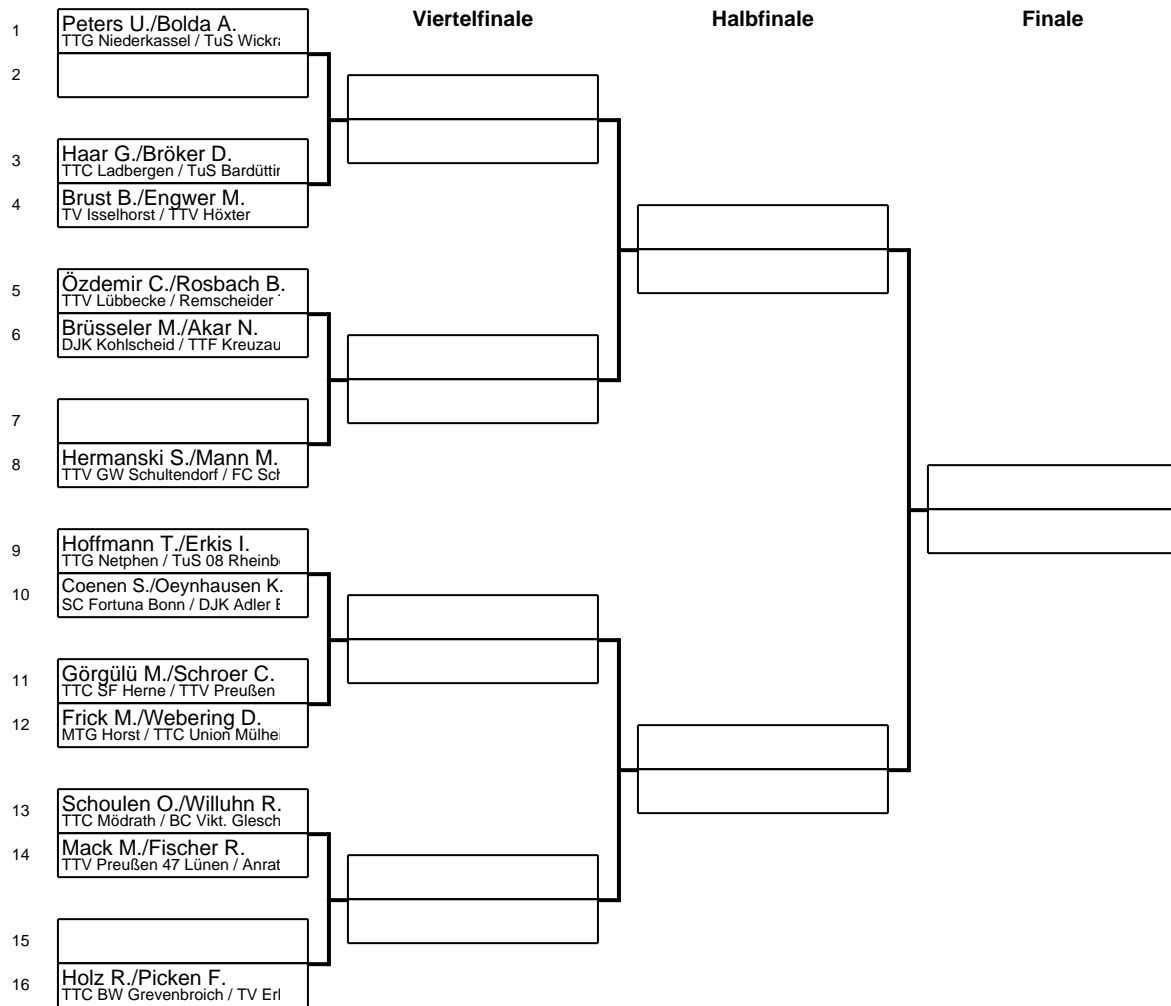 Viertelfinale
Halbfinale
Finale
1
Peters U./Bolda A.
TTG Niederkassel / TuS Wickra
2
3
Haar G./Bröker D.
TTC Ladbergen / TuS Bardüttin
4
Brust B./Engwer M.
TV Isselhorst / TTV Höxter
5
Özdemir C./Rosbach B.
TTV Lübbecke / Remscheider
6
Brüsseler M./Akar N.
DJK Kohlscheid / TTF Kreuzau
7
8
Hermanski S./Mann M.
TTV GW Schultendorf / FC Sch
9
Hoffmann T./Erkis I.
TTG Netphen / TuS 08 Rheinbe
10
Coenen S./Oeynhausen K.
SC Fortuna Bonn / DJK Adler
11
Görgülü M./Schroer C.
TTC SF Herne / TTV Preußen
12
Frick M./Webering D.
MTG Horst / TTC Union Mülhei
13
Schoulen O./Willuhn R.
TTC Mödrath / BC Vikt. Glesch
14
Mack M./Fischer R.
TTV Preußen 47 Lünen / Anrat
15
16
Holz R./Picken F.
TTC BW Grevenbroich / TV Erl